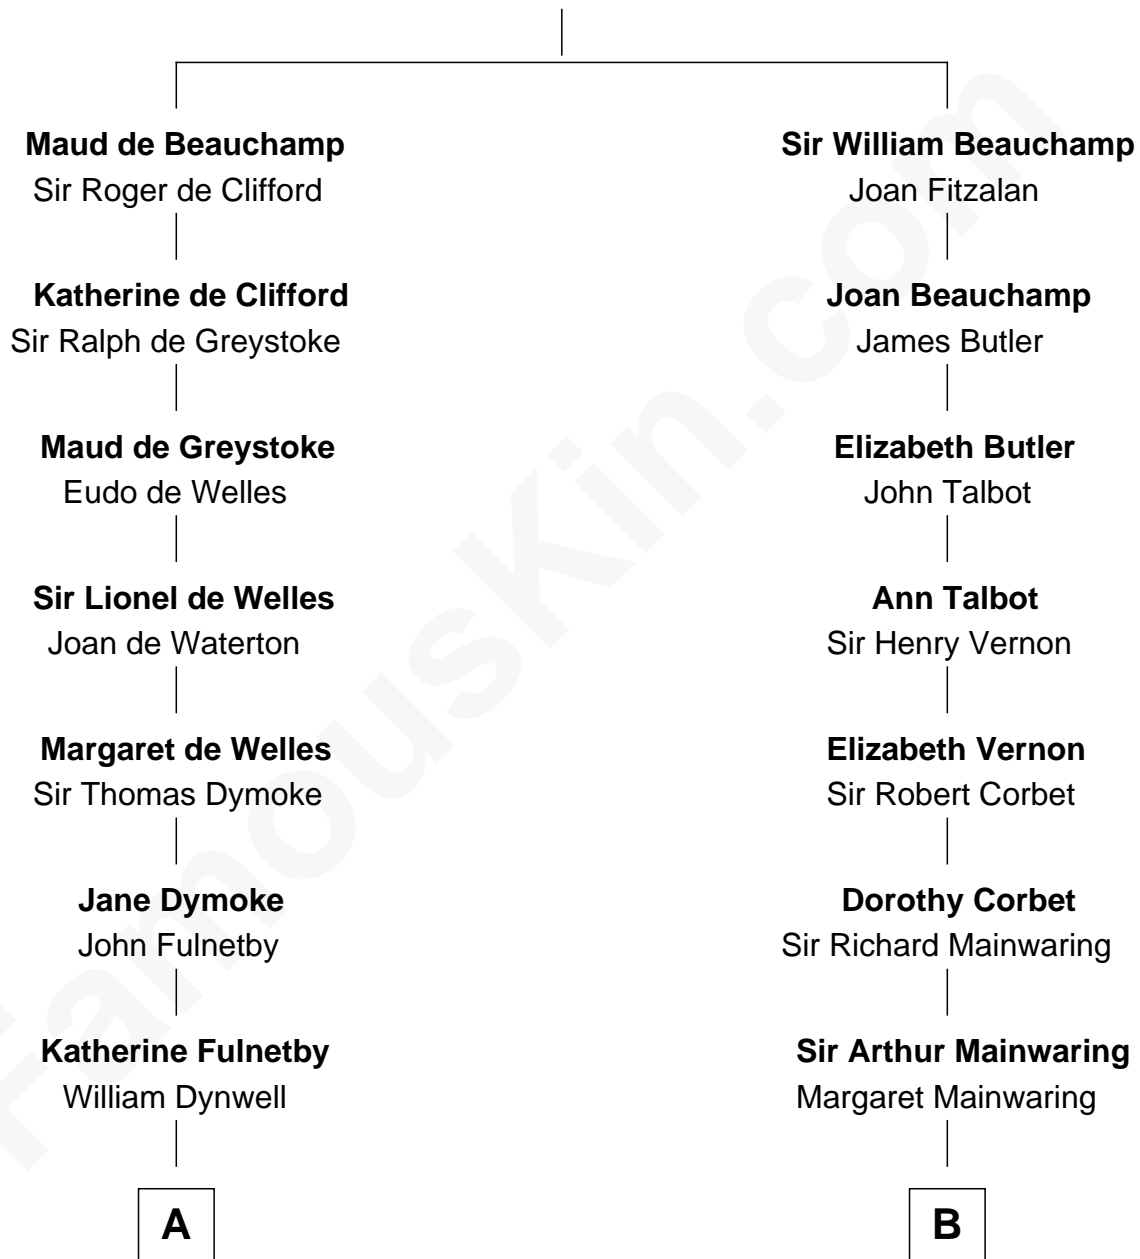 Maud de Beauchamp
Sir Roger de Clifford
Katherine de Clifford
Sir Ralph de Greystoke
Maud de Greystoke
Eudo de Welles
Sir Lionel de Welles
Joan de Waterton
Margaret de Welles
Sir Thomas Dymoke
Jane Dymoke
John Fulnetby
Katherine Fulnetby
William Dynwell
A
Sir William Beauchamp
Joan Fitzalan
Joan Beauchamp
James Butler
Elizabeth Butler
John Talbot
Ann Talbot
Sir Henry Vernon
Elizabeth Vernon
Sir Robert Corbet
Dorothy Corbet
Sir Richard Mainwaring
Sir Arthur Mainwaring
Margaret Mainwaring
B
FamousKin.com